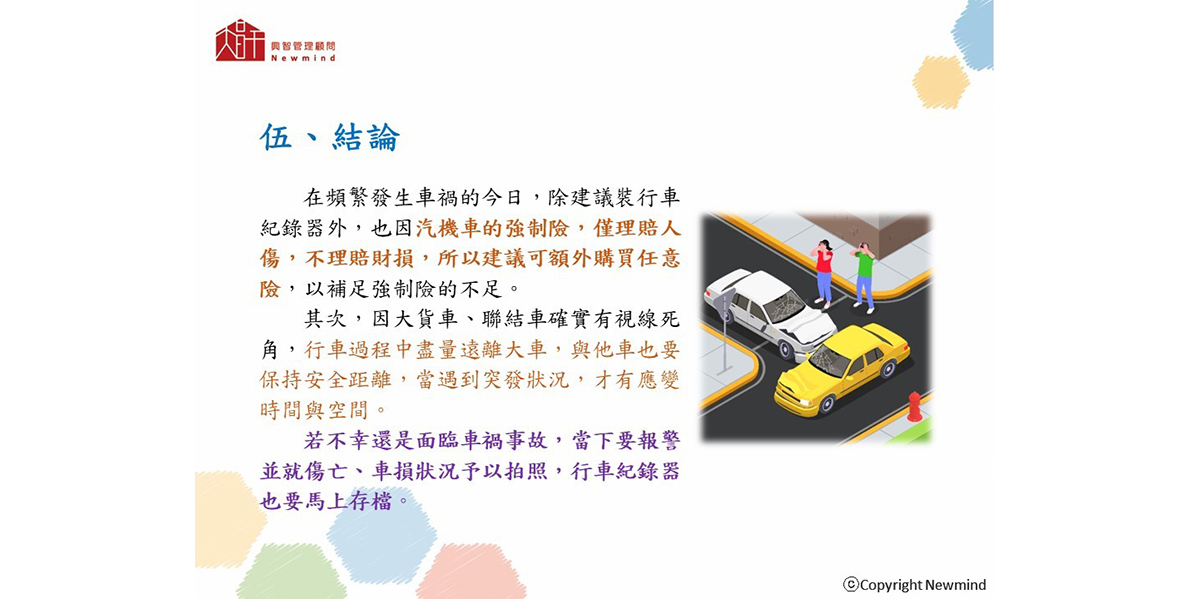 興智管理顧問
Newmind
伍、結論
在頻繁發生車禍的今日，除建議裝行車
紀錄器外，也因汽機車的強制險，僅理賠人
傷，不理賠財損，所以建議可額外購買任意
險，以補足強制險的不足。
其次，因大貨車、聯結車確實有視線死
角，行車過程中盡量遠離大車，與他車也要
保持安全距離，當遇到突發狀況，才有應變
時間與空間。
若不幸還是面臨車禍事故，當下要報警
並就傷亡、車損狀況予以拍照，行車紀錄器
也要馬上存檔。
ⓒCopyright Newmind